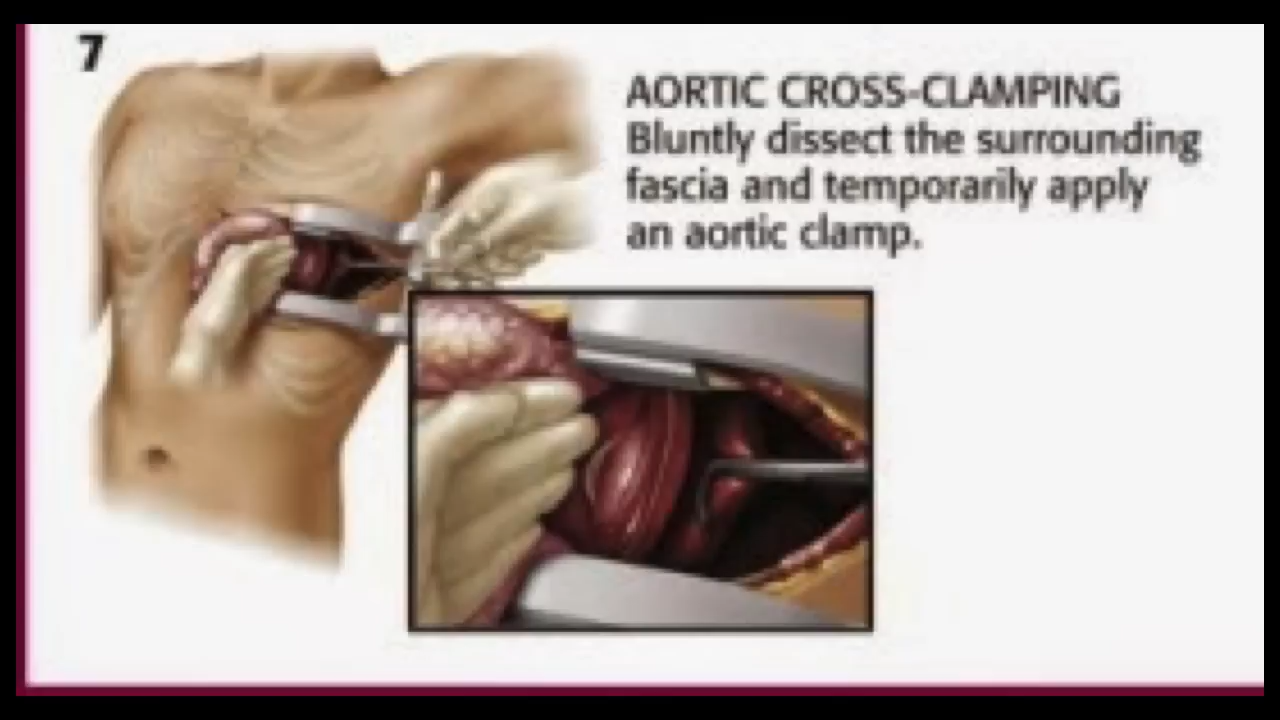 7
AORTIC CROSS-CLAMPING
Bluntly dissect the surrounding
fascia and temporarily apply
an aortic clamp.